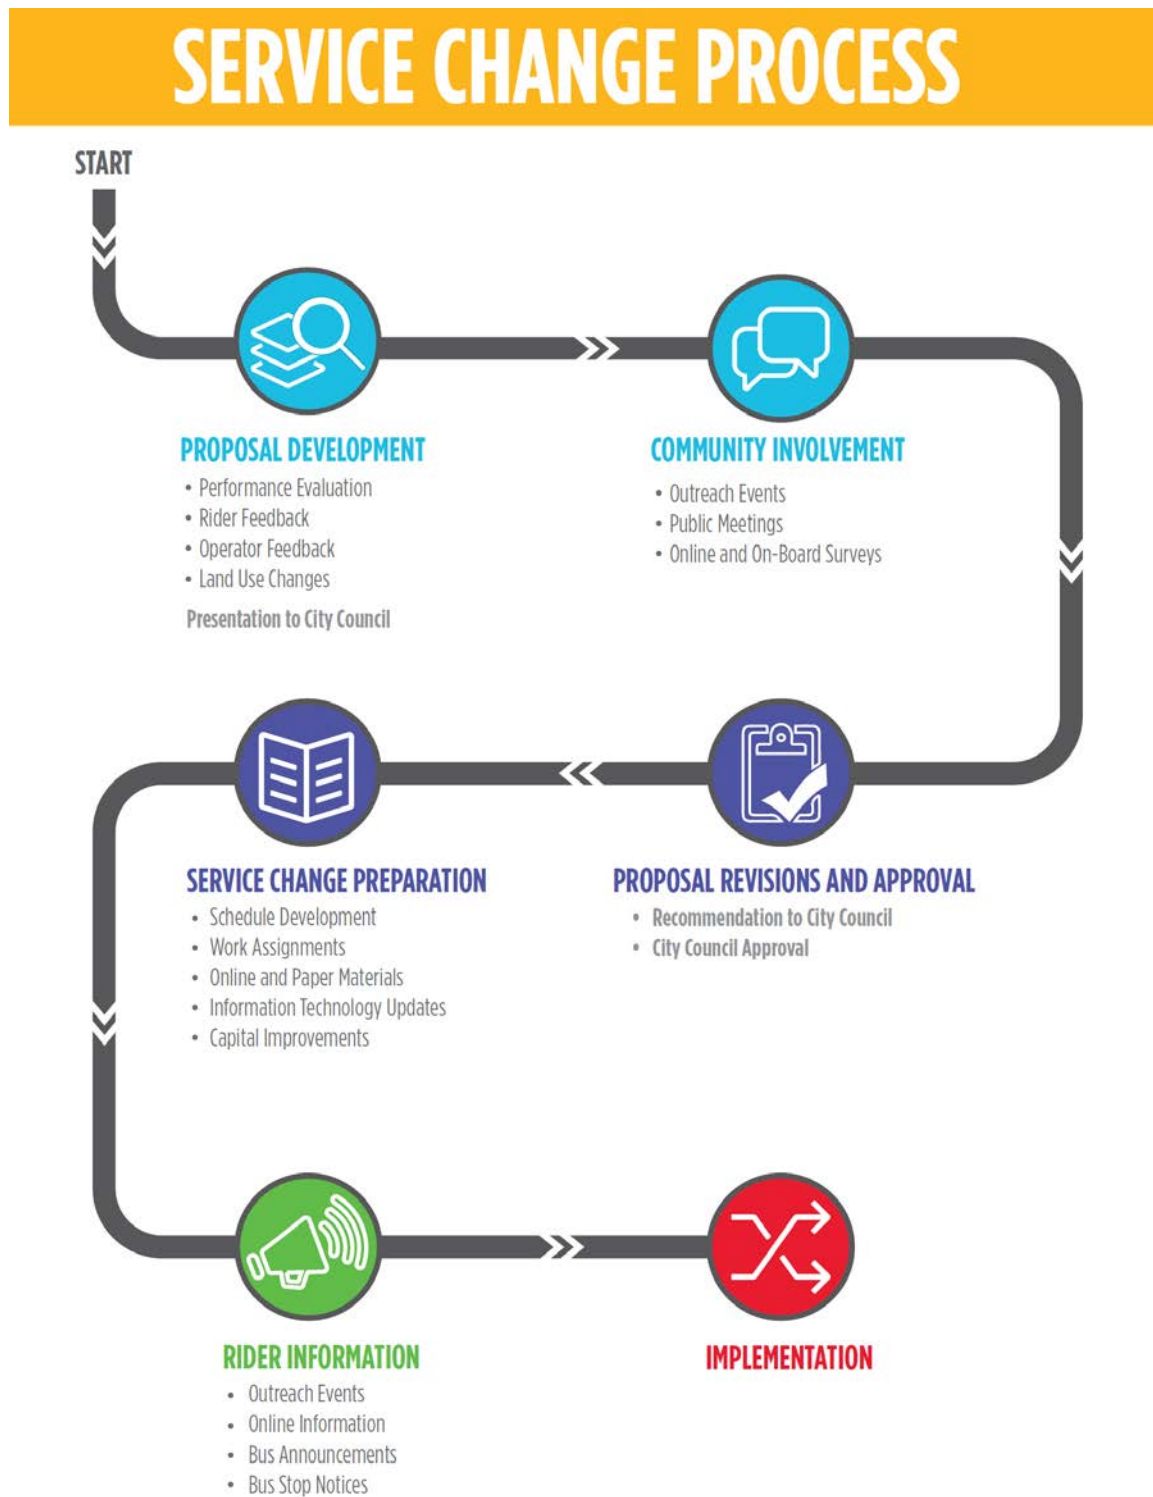 SERVICE CHANGE PROCESS
START
PROPOSAL DEVELOPMENT
• Performance Evaluation
• Rider Feedback
• Operator Feedback
• Land Use Changes
Presentation to City Council
COMMUNITY INVOLVEMENT
• Outreach Events
• Public Meetings
• Online and On-Board Surveys
PROPOSAL REVISIONS AND APPROVAL
• Recommendation to City Council
• City Council Approval
SERVICE CHANGE PREPARATION
• Schedule Development
• Work Assignments
• Online and Paper Materials
• Information Technology Updates
• Capital Improvements
RIDER INFORMATION
• Outreach Events
• Online Information
• Bus Announcements
• Bus Stop Notices
IMPLEMENTATION